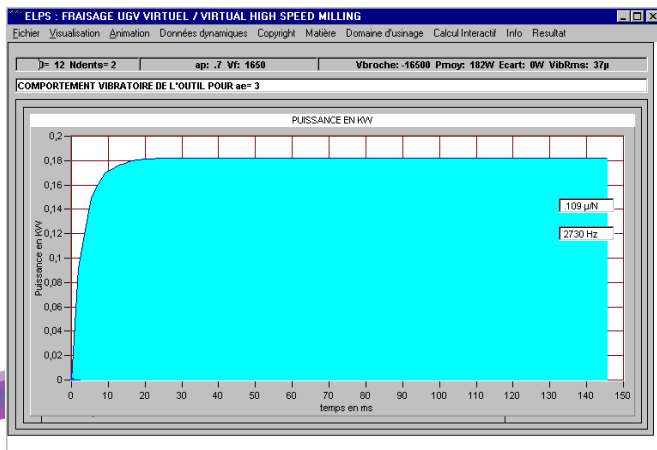 ELPS : FRAISAGE UGV VIRTUEL / VIRTUAL HIGH SPEED MILLING
Fichier Visualisation Animation Données dynamiques Copyright Matière Domaine d'usinage Calcul Interactif Info Resultat
D= 12 Ndents= 2 ap: .7 Vf: 1650 Vbroche: -16500 Pmoy: 182W Ecart: 0W VibRms: 37µ
COMPORTEMENT VIBRATOIRE DE L'OUTIL POUR ae= 3
PUISSANCE EN KW
0,2
0,18
0,16
0,14
0,12
0,1
0,08
0,06
0,04
0,02
0
Puissance en KW
.109 µ/N
2730 Hz
0 10 20 30 40 50 60 70 80 90 100 110 120 130 140 150
temps en ms